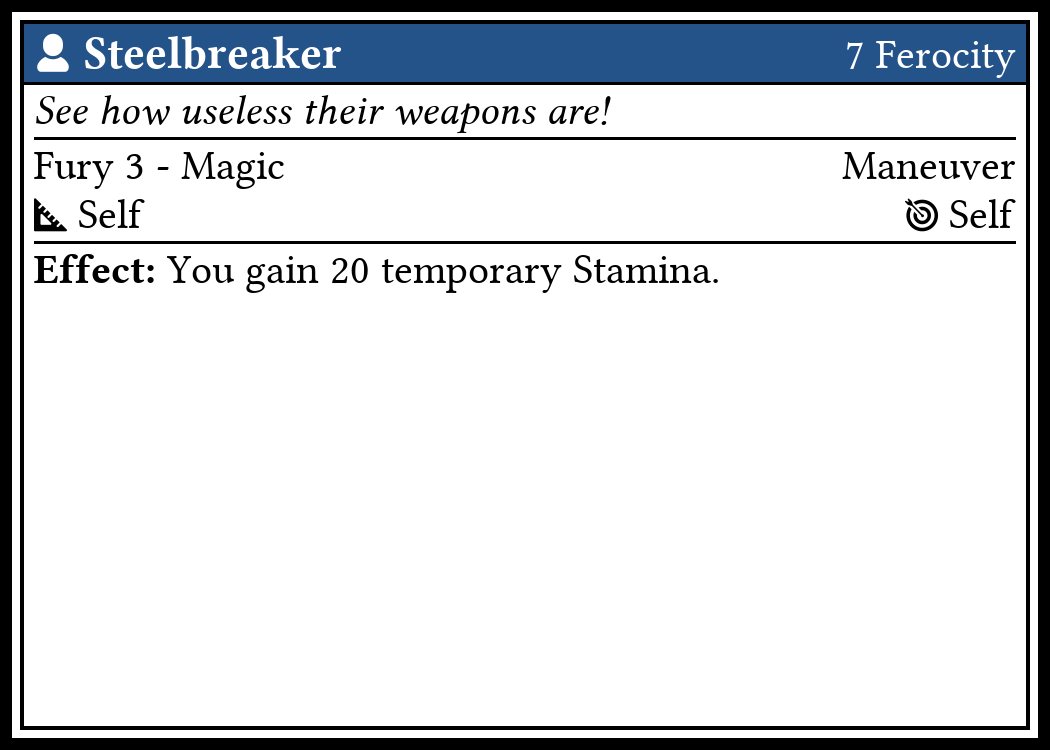 Steelbreaker 7 Ferocity
See how useless their weapons are!
Fury 3 - Magic Maneuver
Self Self
Effect: You gain 20 temporary Stamina.